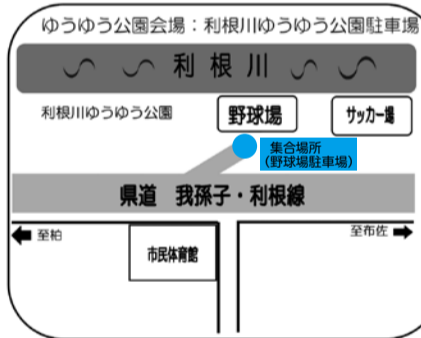 ゆうゆう公園会場：利根川ゆうゆう公園駐車場
利根川
利根川ゆうゆう公園
野球場
サッカー場
集合場所
(野球場駐車場)
県道 我孫子・利根線
至柏
至布佐
市民体育館